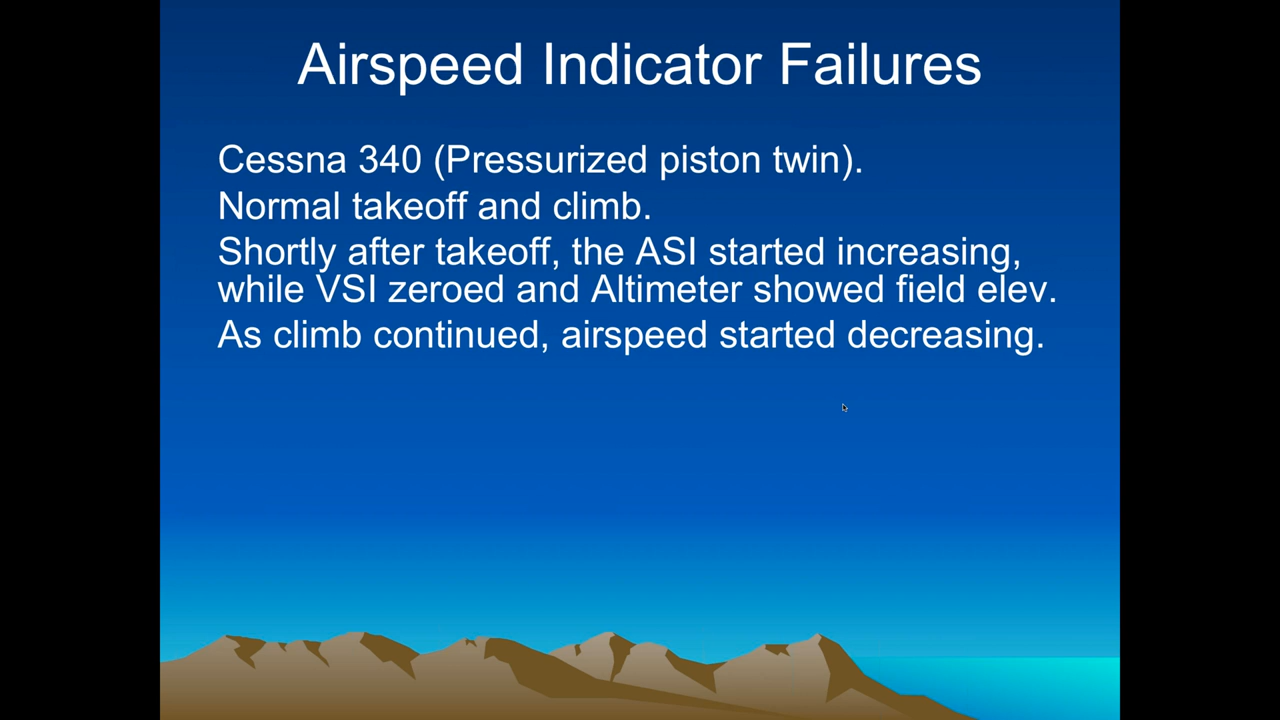 Airspeed Indicator Failures
Cessna 340 (Pressurized piston twin).
Normal takeoff and climb.
Shortly after takeoff, the ASI started increasing,
while VSI zeroed and Altimeter showed field elev.
As climb continued, airspeed started decreasing.